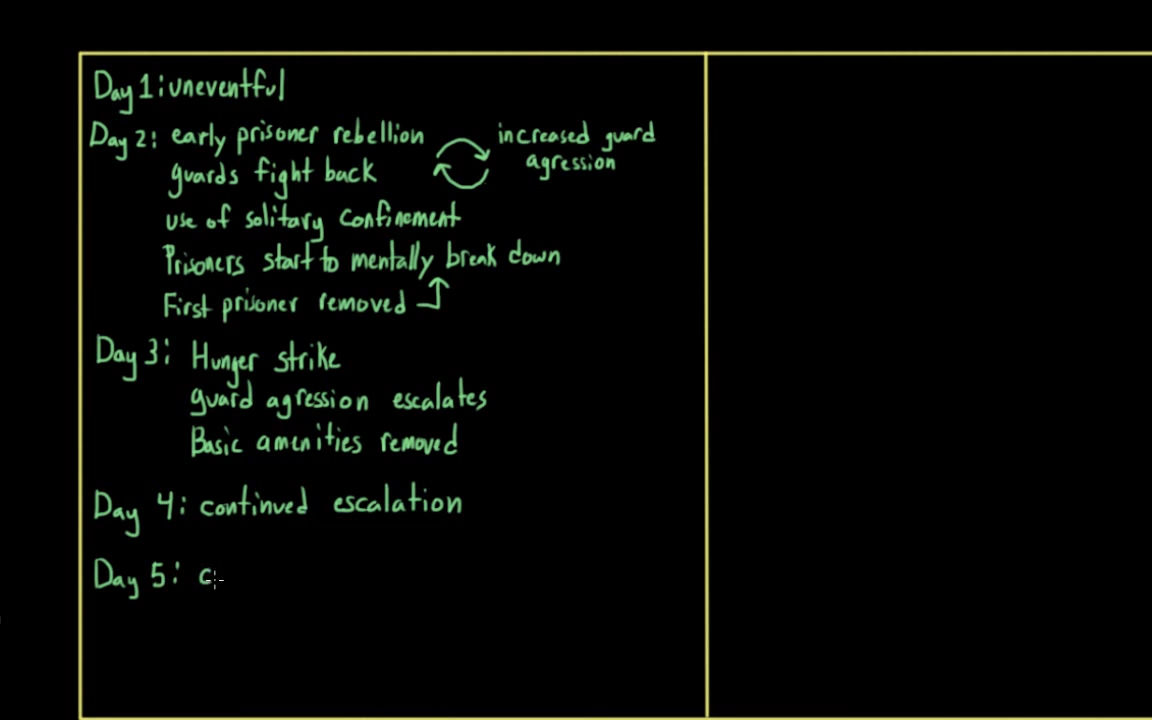 Day 1: uneventful
Day 2: early prisoner rebellion
increased guard
agression
guards fight back
use of solitary confinement
Prisoners start to mentally break down
First prisoner removed
Day 3: Hunger strike
guard agression escalates
Basic amenities removed
Day 4: continued escalation
Day 5: c